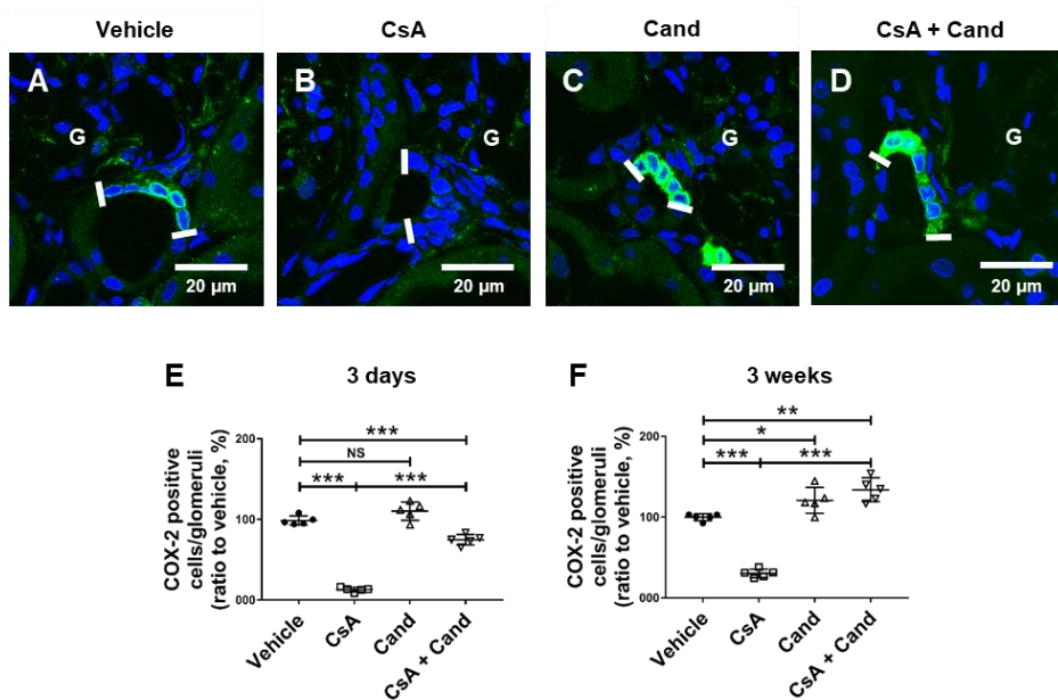 Vehicle
CsA
Cand
CsA + Cand
A
G
20 µm
B
G
20 µm
C
G
20 µm
D
G
20 µm
E
3 days
COX-2 positive
cells/glomeruli
(ratio to vehicle, %)
200
100
000
***
NS
***
***
Vehicle
CsA
Cand
CsA + Cand
F
3 weeks
COX-2 positive
cells/glomeruli
(ratio to vehicle, %)
200
100
000
**
*
***
***
Vehicle
CsA
Cand
CsA + Cand